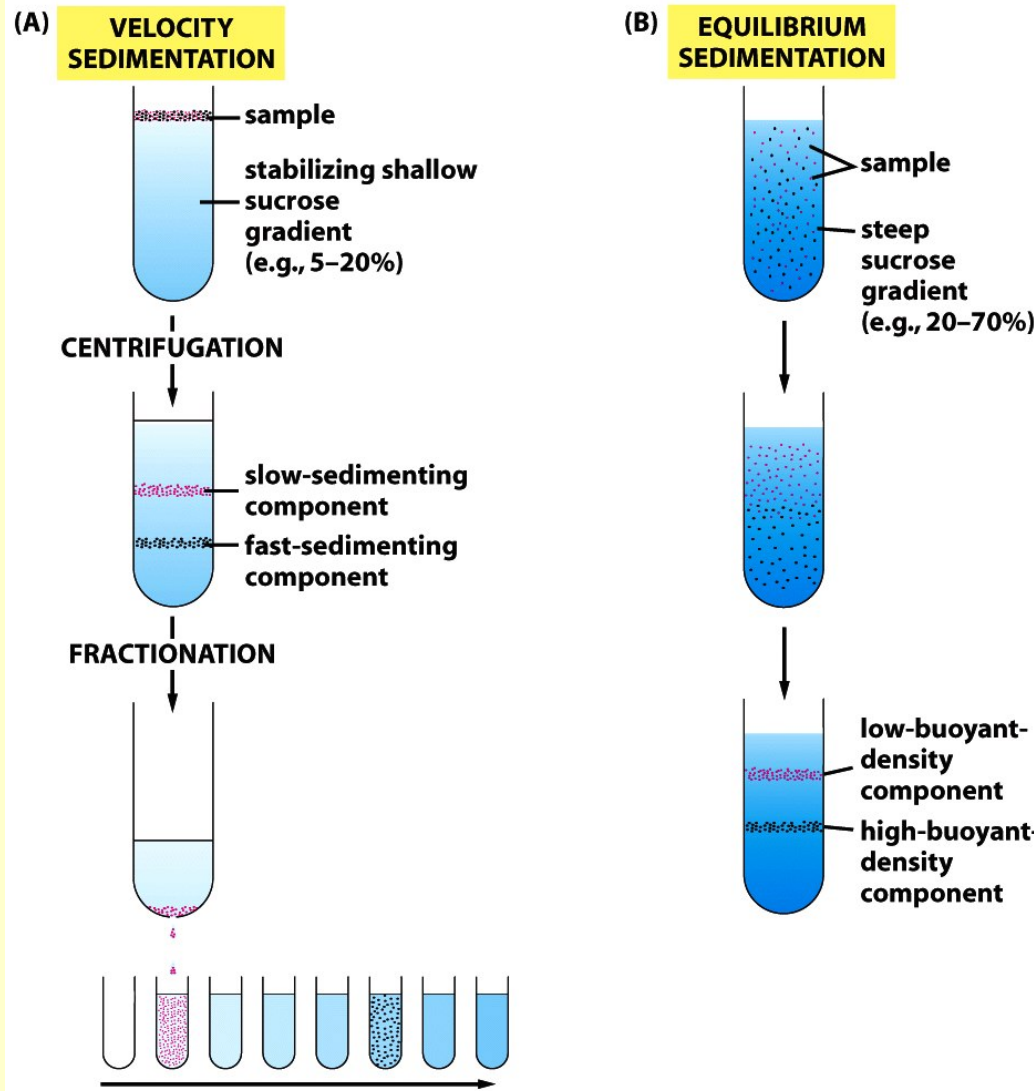 (A)
VELOCITY
SEDIMENTATION
sample
stabilizing shallow
sucrose
gradient
(e.g., 5–20%)
CENTRIFUGATION
slow-sedimenting
component
fast-sedimenting
component
FRACTIONATION
(B)
EQUILIBRIUM
SEDIMENTATION
sample
steep
sucrose
gradient
(e.g., 20–70%)
low-buoyant-
density
component
high-buoyant-
density
component